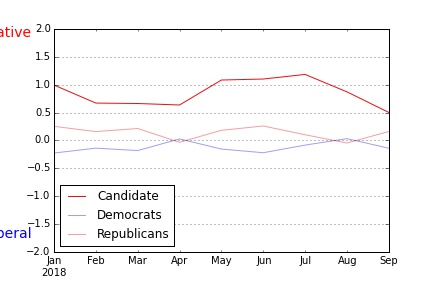 ative
2.0
1.5
1.0
0.5
0.0
−0.5
−1.0
−1.5
−2.0
beral
Candidate
Democrats
Republicans
Jan Feb Mar Apr May Jun Jul Aug Sep
2018